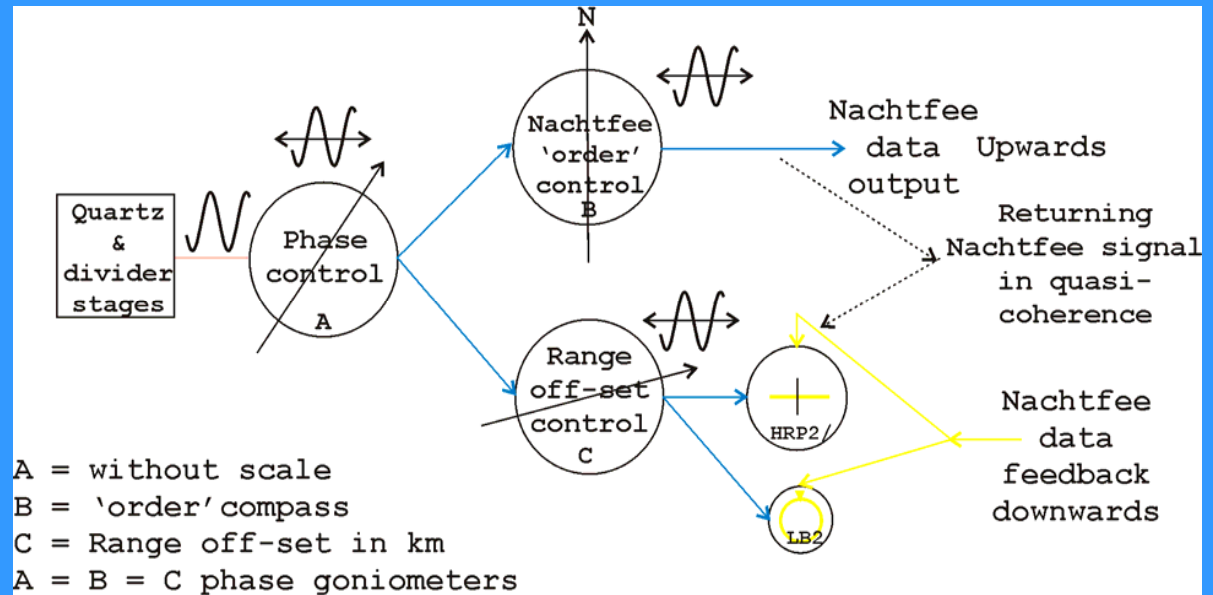 N
Nachtfee
‘order’
control
B
Nachtfee
data Upwards
output
Quartz
&
divider
stages
Phase
control
A
Returning
Nachtfee signal
in quasi-
coherence
Range
off-set
control
C
HRP2/
LB2
Nachtfee
data
feedback
downwards
A = without scale
B = ‘order’compass
C = Range off-set in km
A = B = C phase goniometers